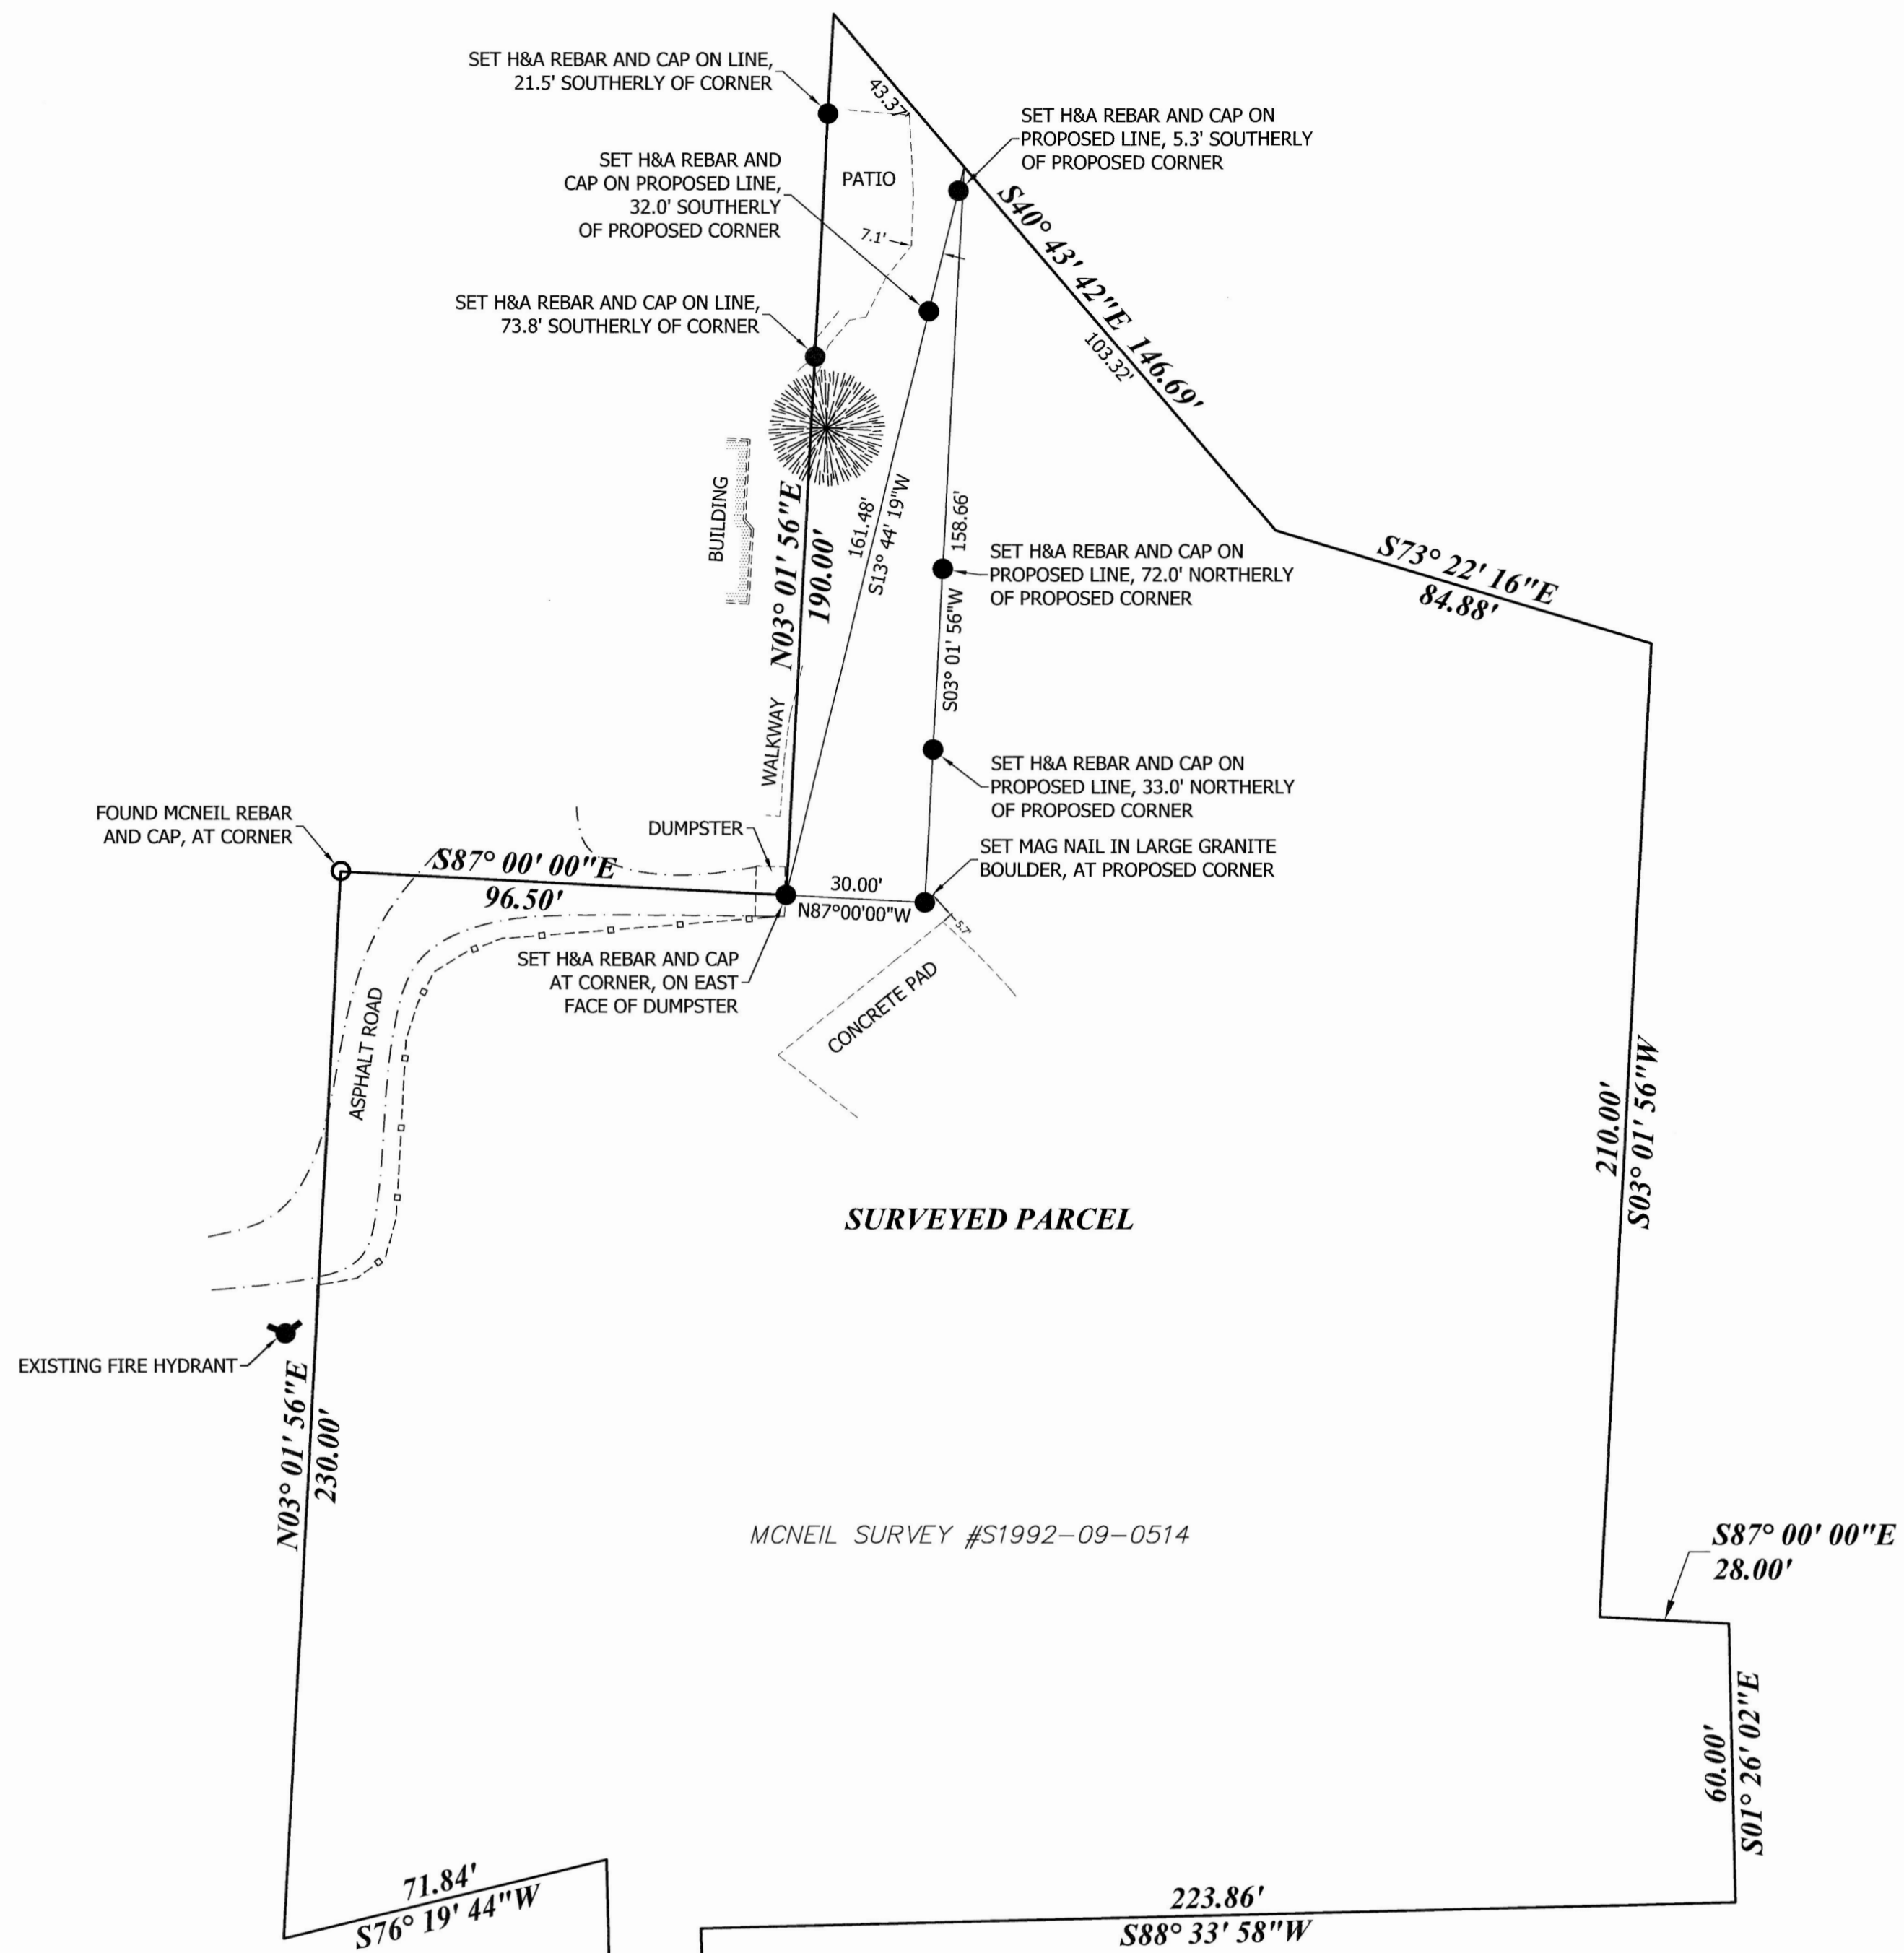 SET H&A REBAR AND CAP ON LINE,
21.5' SOUTHERLY OF CORNER
43.37'
SET H&A REBAR AND CAP ON
PROPOSED LINE, 5.3' SOUTHERLY
OF PROPOSED CORNER
SET H&A REBAR AND
CAP ON PROPOSED LINE,
32.0' SOUTHERLY
OF PROPOSED CORNER
PATIO
7.1'
S40° 43' 42"E 146.69'
103.32'
SET H&A REBAR AND CAP ON LINE,
73.8' SOUTHERLY OF CORNER
BUILDING
N03° 01' 56"E
190.00'
161.48'
S13° 44' 19"W
158.66'
S03° 01' 56"W
SET H&A REBAR AND CAP ON
PROPOSED LINE, 72.0' NORTHERLY
OF PROPOSED CORNER
S73° 22' 16"E
84.88'
WALKWAY
SET H&A REBAR AND CAP ON
PROPOSED LINE, 33.0' NORTHERLY
OF PROPOSED CORNER
FOUND MCNEIL REBAR
AND CAP, AT CORNER
DUMPSTER
SET MAG NAIL IN LARGE GRANITE
BOULDER, AT PROPOSED CORNER
S87° 00' 00"E
96.50'
30.00'
N87°00'00"W
5.7'
SET H&A REBAR AND CAP
AT CORNER, ON EAST
FACE OF DUMPSTER
CONCRETE PAD
ASPHALT ROAD
210.00'
S03° 01' 56"W
SURVEYED PARCEL
EXISTING FIRE HYDRANT
N03° 01' 56"E
230.00'
MCNEIL SURVEY #S1992-09-0514
S87° 00' 00"E
28.00'
60.00'
S01° 26' 02"E
71.84'
S76° 19' 44"W
223.86'
S88° 33' 58"W